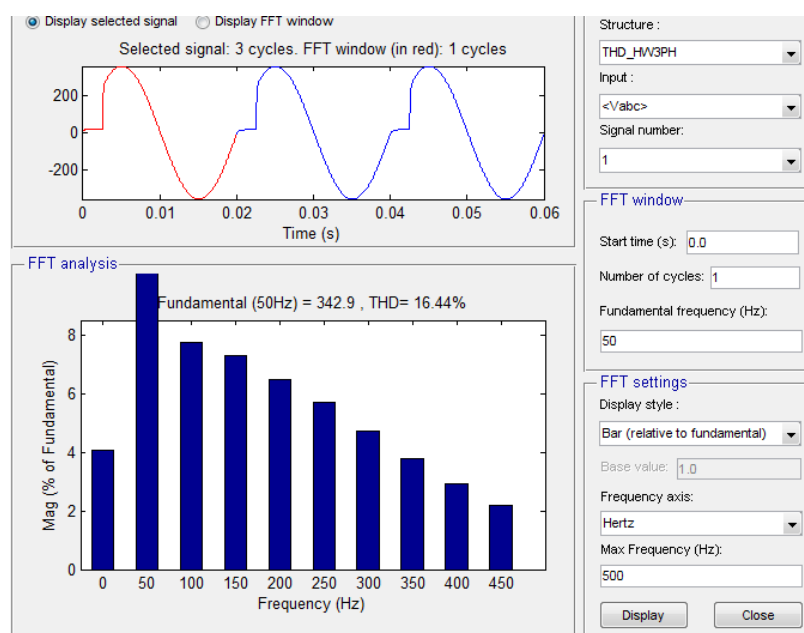 Display selected signal
Display FFT window
Selected signal: 3 cycles. FFT window (in red): 1 cycles
200
0
-200
0 0.01 0.02 0.03 0.04 0.05 0.06
Time (s)
FFT analysis
Fundamental (50Hz) = 342.9 , THD= 16.44%
8
6
4
2
0
Mag (% of Fundamental)
0 50 100 150 200 250 300 350 400 450
Frequency (Hz)
Structure :
THD_HW3PH
Input :
<Vabc>
Signal number:
1
FFT window
Start time (s): 0.0
Number of cycles: 1
Fundamental frequency (Hz):
50
FFT settings
Display style :
Bar (relative to fundamental)
Base value: 1.0
Frequency axis:
Hertz
Max Frequency (Hz):
500
Display
Close